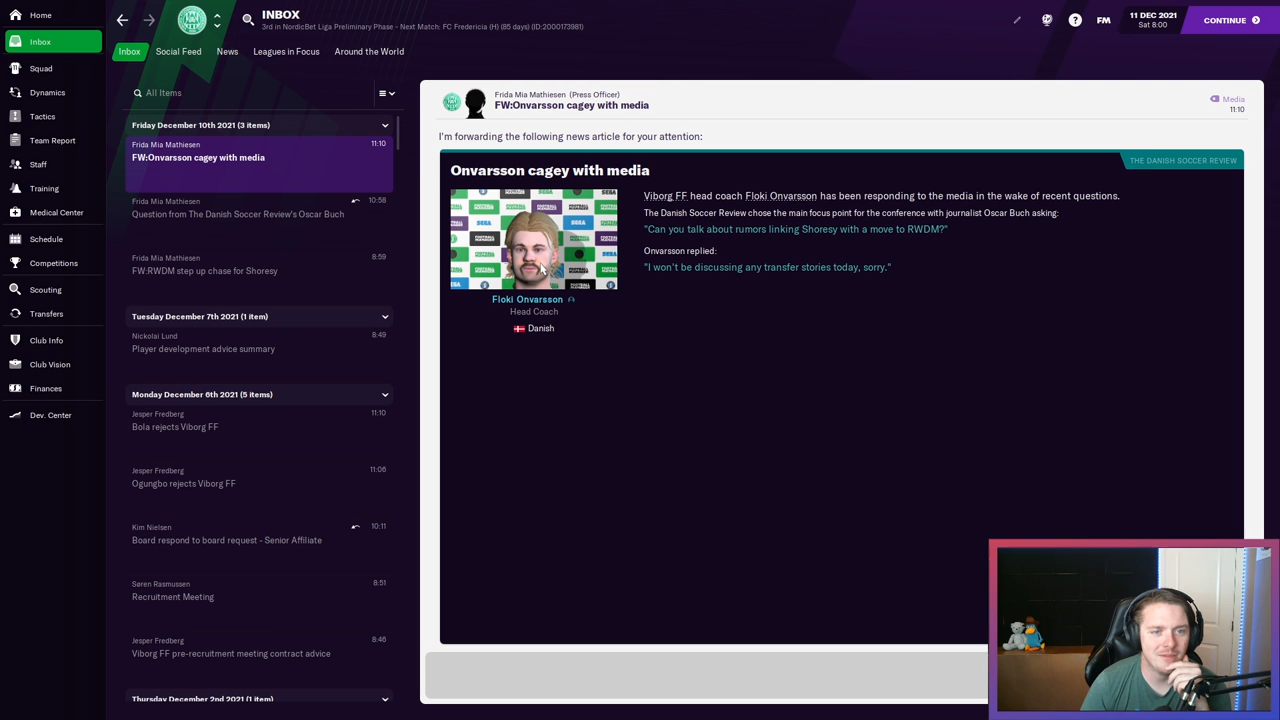 INBOX
3rd in NordicBet Liga Preliminary Phase - Next Match: FC Fredericia (H) (85 days) (ID:2000173981)
FM
11 DEC 2021
Sat 8:00
CONTINUE
Home
Inbox
Squad
Dynamics
Tactics
Team Report
Staff
Training
Medical Center
Schedule
Competitions
Scouting
Transfers
Club Info
Club Vision
Finances
Dev. Center
Inbox
Social Feed
News
Leagues in Focus
Around the World
All Items
Friday December 10th 2021 (3 items)
Frida Mia Mathiesen 11:10
FW:Onvarsson cagey with media
Frida Mia Mathiesen 10:56
Question from The Danish Soccer Review's Oscar Buch
Frida Mia Mathiesen 8:59
FW:RWDM step up chase for Shoresy
Tuesday December 7th 2021 (1 item)
Nickolai Lund 8:49
Player development advice summary
Monday December 6th 2021 (5 items)
Jesper Fredberg 11:10
Bola rejects Viborg FF
Jesper Fredberg 11:06
Ogungbo rejects Viborg FF
Kim Nielsen 10:11
Board respond to board request - Senior Affiliate
Søren Rasmussen 8:51
Recruitment Meeting
Jesper Fredberg 8:46
Viborg FF pre-recruitment meeting contract advice
Thursday December 2nd 2021 (1 item)
Frida Mia Mathiesen (Press Officer)
FW:Onvarsson cagey with media
Media
11:10
I'm forwarding the following news article for your attention:
THE DANISH SOCCER REVIEW
Onvarsson cagey with media
SEGA
Floki Onvarsson
Head Coach
Danish
Viborg FF head coach Floki Onvarsson has been responding to the media in the wake of recent questions.
The Danish Soccer Review chose the main focus point for the conference with journalist Oscar Buch asking:
"Can you talk about rumors linking Shoresy with a move to RWDM?"
Onvarsson replied:
"I won't be discussing any transfer stories today, sorry."